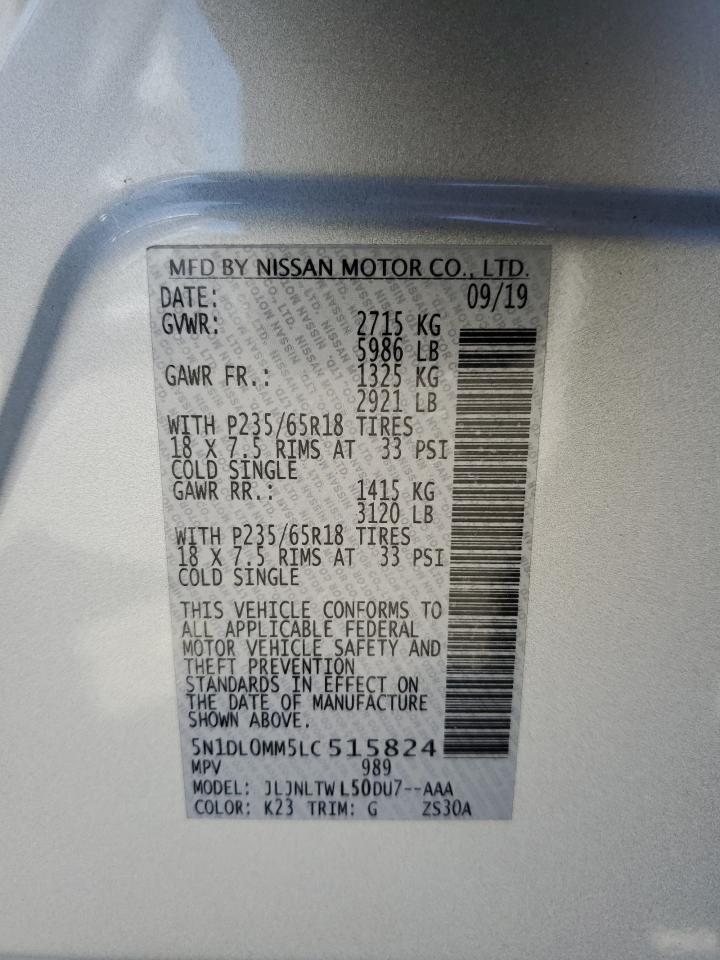 MFD BY NISSAN MOTOR CO., LTD.
DATE: 09/19
GVWR: 2715 KG
5986 LB
GAWR FR.: 1325 KG
2921 LB
WITH P235/65R18 TIRES
18 X 7.5 RIMS AT 33 PSI
COLD SINGLE
GAWR RR.: 1415 KG
3120 LB
WITH P235/65R18 TIRES
18 X 7.5 RIMS AT 33 PSI
COLD SINGLE
THIS VEHICLE CONFORMS TO
ALL APPLICABLE FEDERAL
MOTOR VEHICLE SAFETY AND
THEFT PREVENTION
STANDARDS IN EFFECT ON
THE DATE OF MANUFACTURE
SHOWN ABOVE.
5N1DL0MM5LC515824
MPV 989
MODEL: JLJNLTWL50DU7--AAA
COLOR: K23 TRIM: G ZS30A